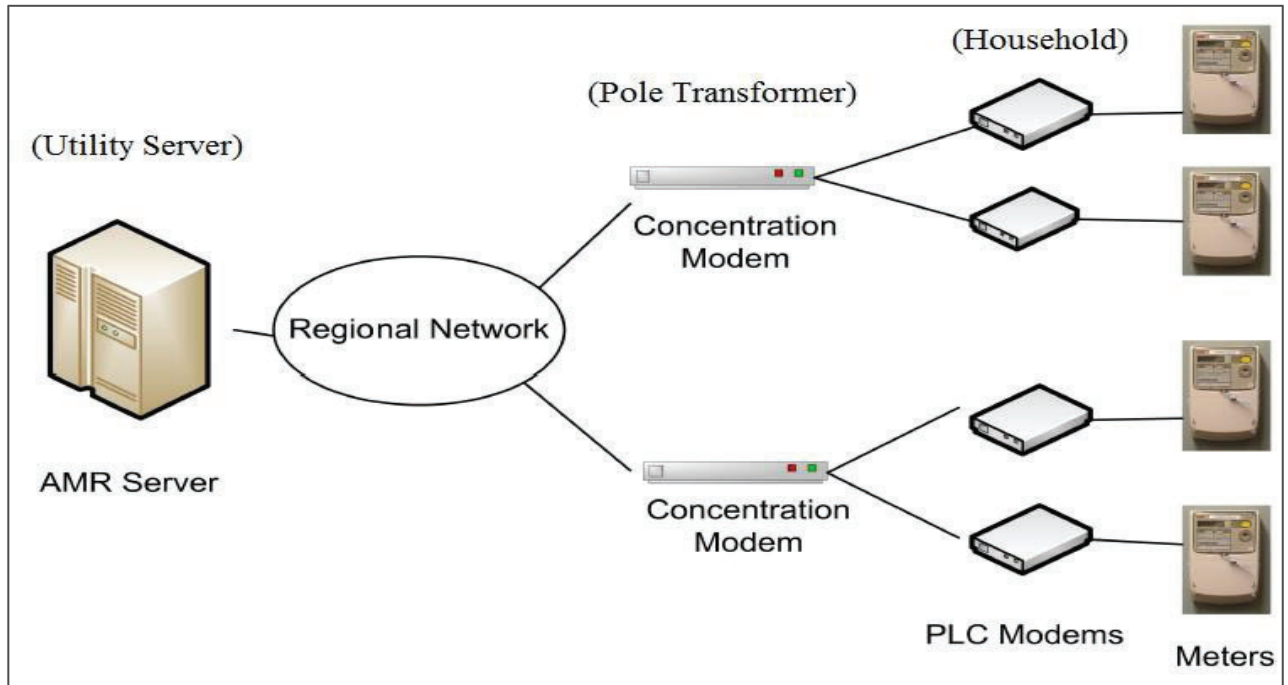 (Household)
(Pole Transformer)
(Utility Server)
Concentration
Modem
Regional Network
AMR Server
Concentration
Modem
PLC Modems
Meters